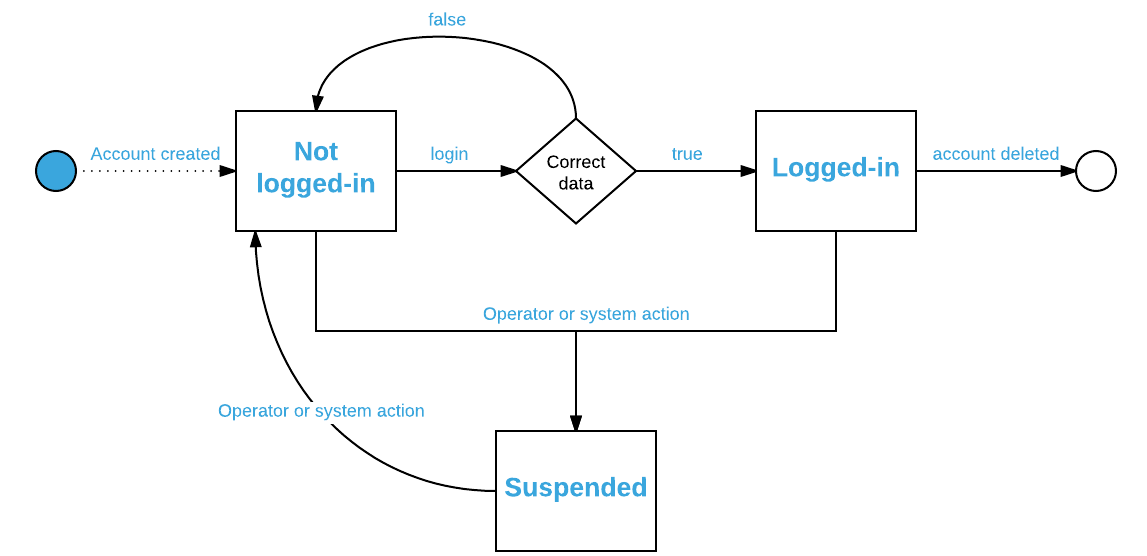 false
Account created
Not
logged-in
login
Correct
data
true
Logged-in
account deleted
Operator or system action
Operator or system action
Suspended